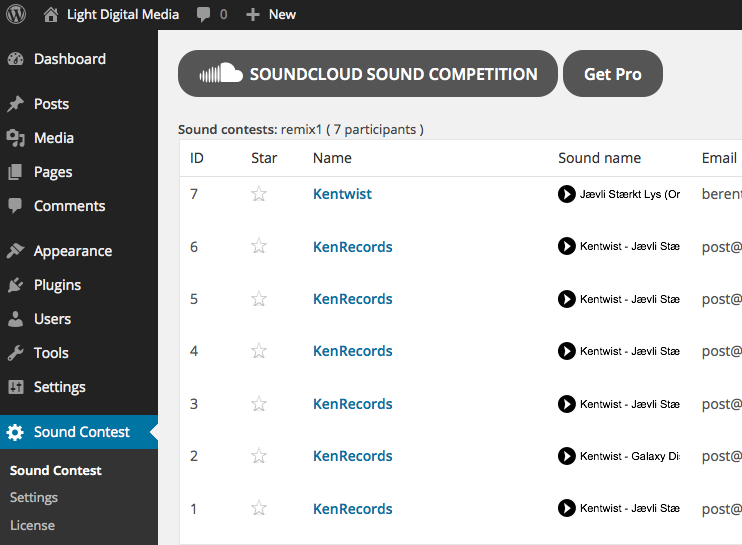 Light Digital Media 0 New
Dashboard
Posts
Media
Pages
Comments
Appearance
Plugins
Users
Tools
Settings
Sound Contest
Sound Contest
Settings
License
SOUNDCLOUD SOUND COMPETITION Get Pro
Sound contests: remix1 ( 7 participants )
ID Star Name Sound name Email
7 Kentwist Jævli Stærkt Lys (Or berent
6 KenRecords Kentwist - Jævli Stæ post@
5 KenRecords Kentwist - Jævli Stæ post@
4 KenRecords Kentwist - Jævli Stæ post@
3 KenRecords Kentwist - Jævli Stæ post@
2 KenRecords Kentwist - Galaxy Di post@
1 KenRecords Kentwist - Jævli Stæ post@